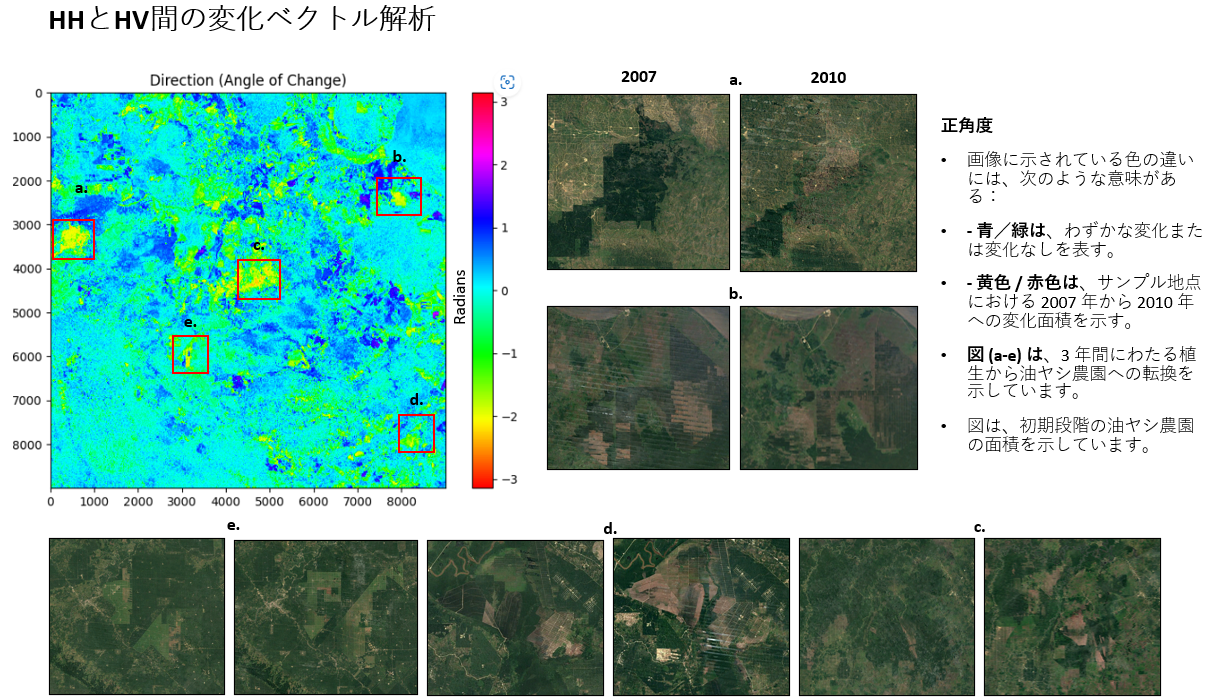 HHとHV間の変化ベクトル解析
Direction (Angle of Change)
0
1000
2000
3000
4000
5000
6000
7000
8000
0
1000
2000
3000
4000
5000
6000
7000
8000
a.
b.
c.
e.
d.
3
2
1
0
−1
−2
−3
Radians
2007
a.
2010
b.
正角度
• 画像に示されている色の違い
には、次のような意味があ
る：
• - 青／緑は、わずかな変化また
は変化なしを表す。
• - 黄色 / 赤色は、サンプル地点
における 2007 年から 2010 年
への変化面積を示す。
• 図 (a-e) は、3 年間にわたる植
生から油ヤシ農園への転換を
示しています。
• 図は、初期段階の油ヤシ農園
の面積を示しています。
e.
d.
c.